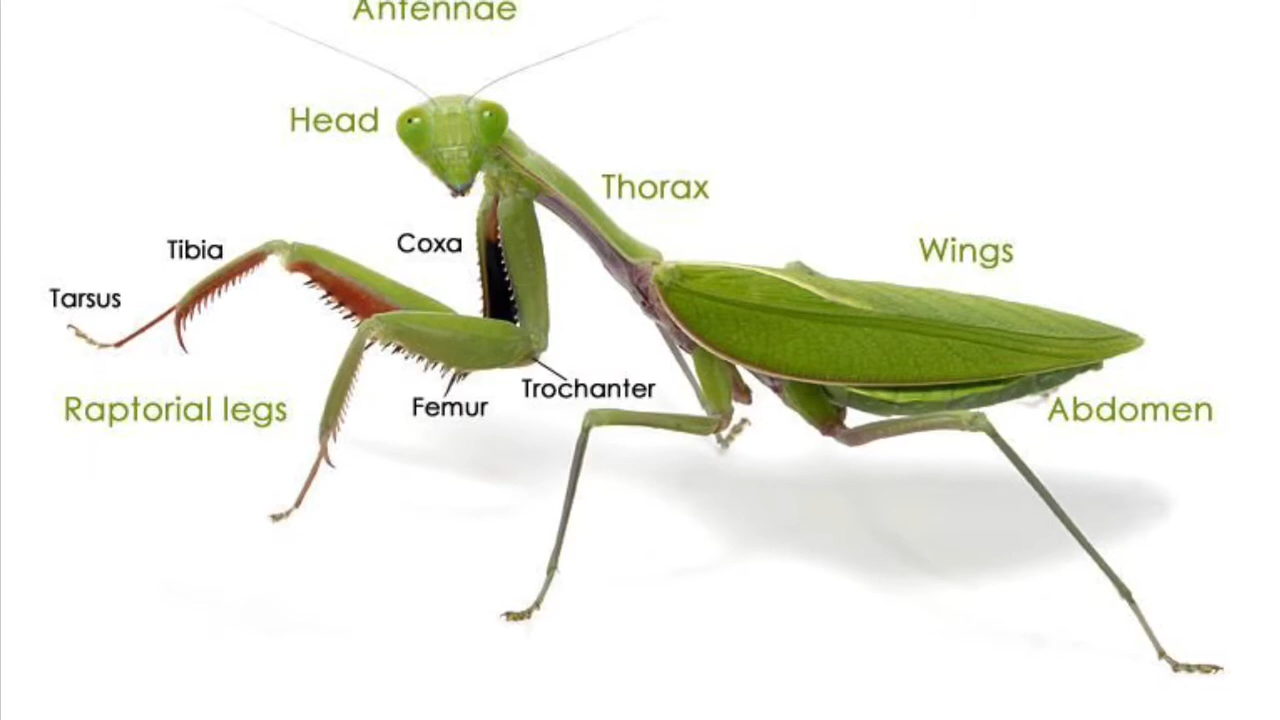 Antennae
Head
Thorax
Coxa
Tibia
Wings
Tarsus
Trochanter
Raptorial legs
Femur
Abdomen